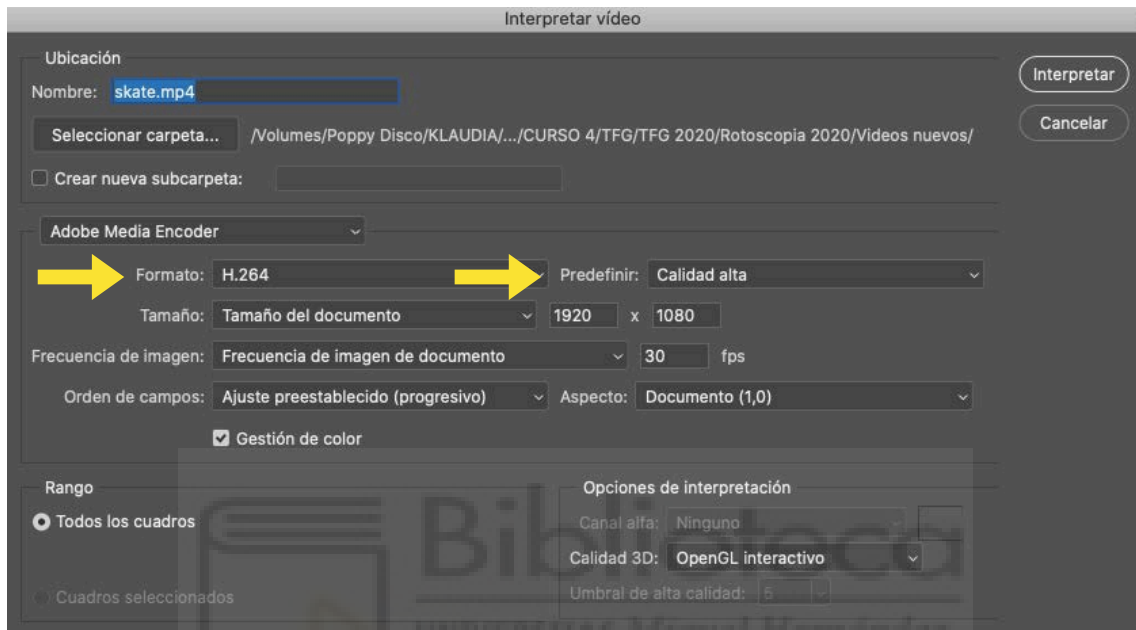 Interpretar vídeo
Ubicación
Nombre: skate.mp4
Interpretar
Seleccionar carpeta... /Volumes/Poppy Disco/KLAUDIA/.../CURSO 4/TFG/TFG 2020/Rotoscopia 2020/Videos nuevos/
Cancelar
Crear nueva subcarpeta:
Adobe Media Encoder
Formato: H.264 Predefinir: Calidad alta
Tamaño: Tamaño del documento 1920 x 1080
Frecuencia de imagen: Frecuencia de imagen de documento 30 fps
Orden de campos: Ajuste preestablecido (progresivo) Aspecto: Documento (1,0)
Gestión de color
Rango Opciones de interpretación
Todos los cuadros Canal alfa: Ninguno
Calidad 3D: OpenGL interactivo
Cuadros seleccionados Umbral de alta calidad: 5
Biblioteca